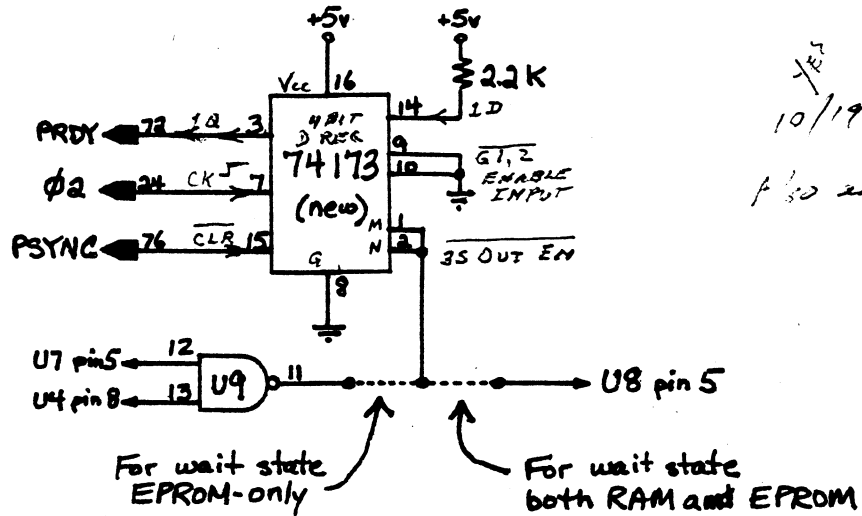 +5v
+5v
Vcc 16
2.2K
14 1D
PRDY 72 1Q 3
4 BIT
D REG
74173
(new)
9
10
G1,2
ENABLE
INPUT
10/19
Φ2 24 CK 7
M 1
N 2
PSYNC 76 CLR 15
3S OUT EN
G
8
U7 pin5 12
U4 pin 8 13
U9 11
U8 pin 5
For wait state
EPROM-only
For wait state
both RAM and EPROM